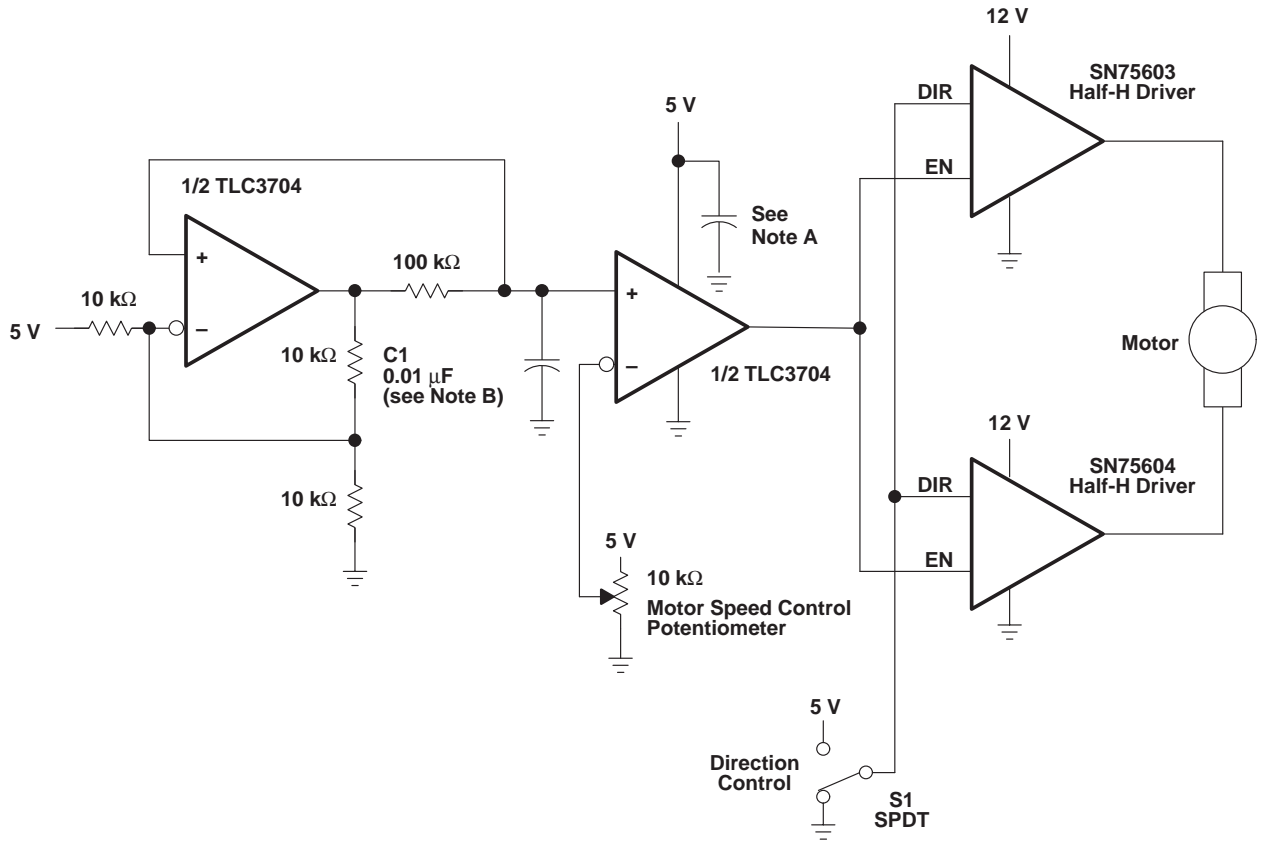 12 V
SN75603
Half-H Driver
DIR
EN
5 V
See
Note A
1/2 TLC3704
+
−
10 kΩ
5 V
100 kΩ
10 kΩ
C1
0.01 µF
(see Note B)
10 kΩ
+
−
1/2 TLC3704
Motor
12 V
SN75604
Half-H Driver
DIR
EN
5 V
10 kΩ
Motor Speed Control
Potentiometer
5 V
Direction
Control
S1
SPDT